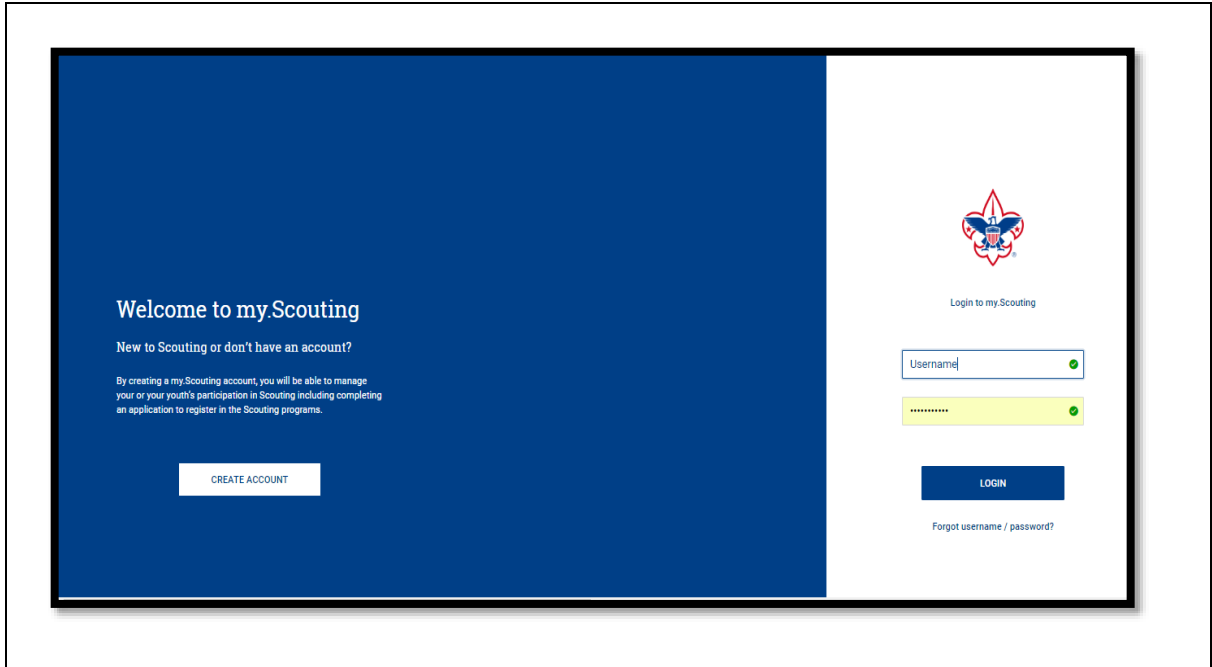 Welcome to my.Scouting
New to Scouting or don't have an account?
By creating a my.Scouting account, you will be able to manage
your or your youth's participation in Scouting including completing
an application to register in the Scouting programs.
CREATE ACCOUNT
®
Login to my.Scouting
Username
•••••••••••
LOGIN
Forgot username / password?